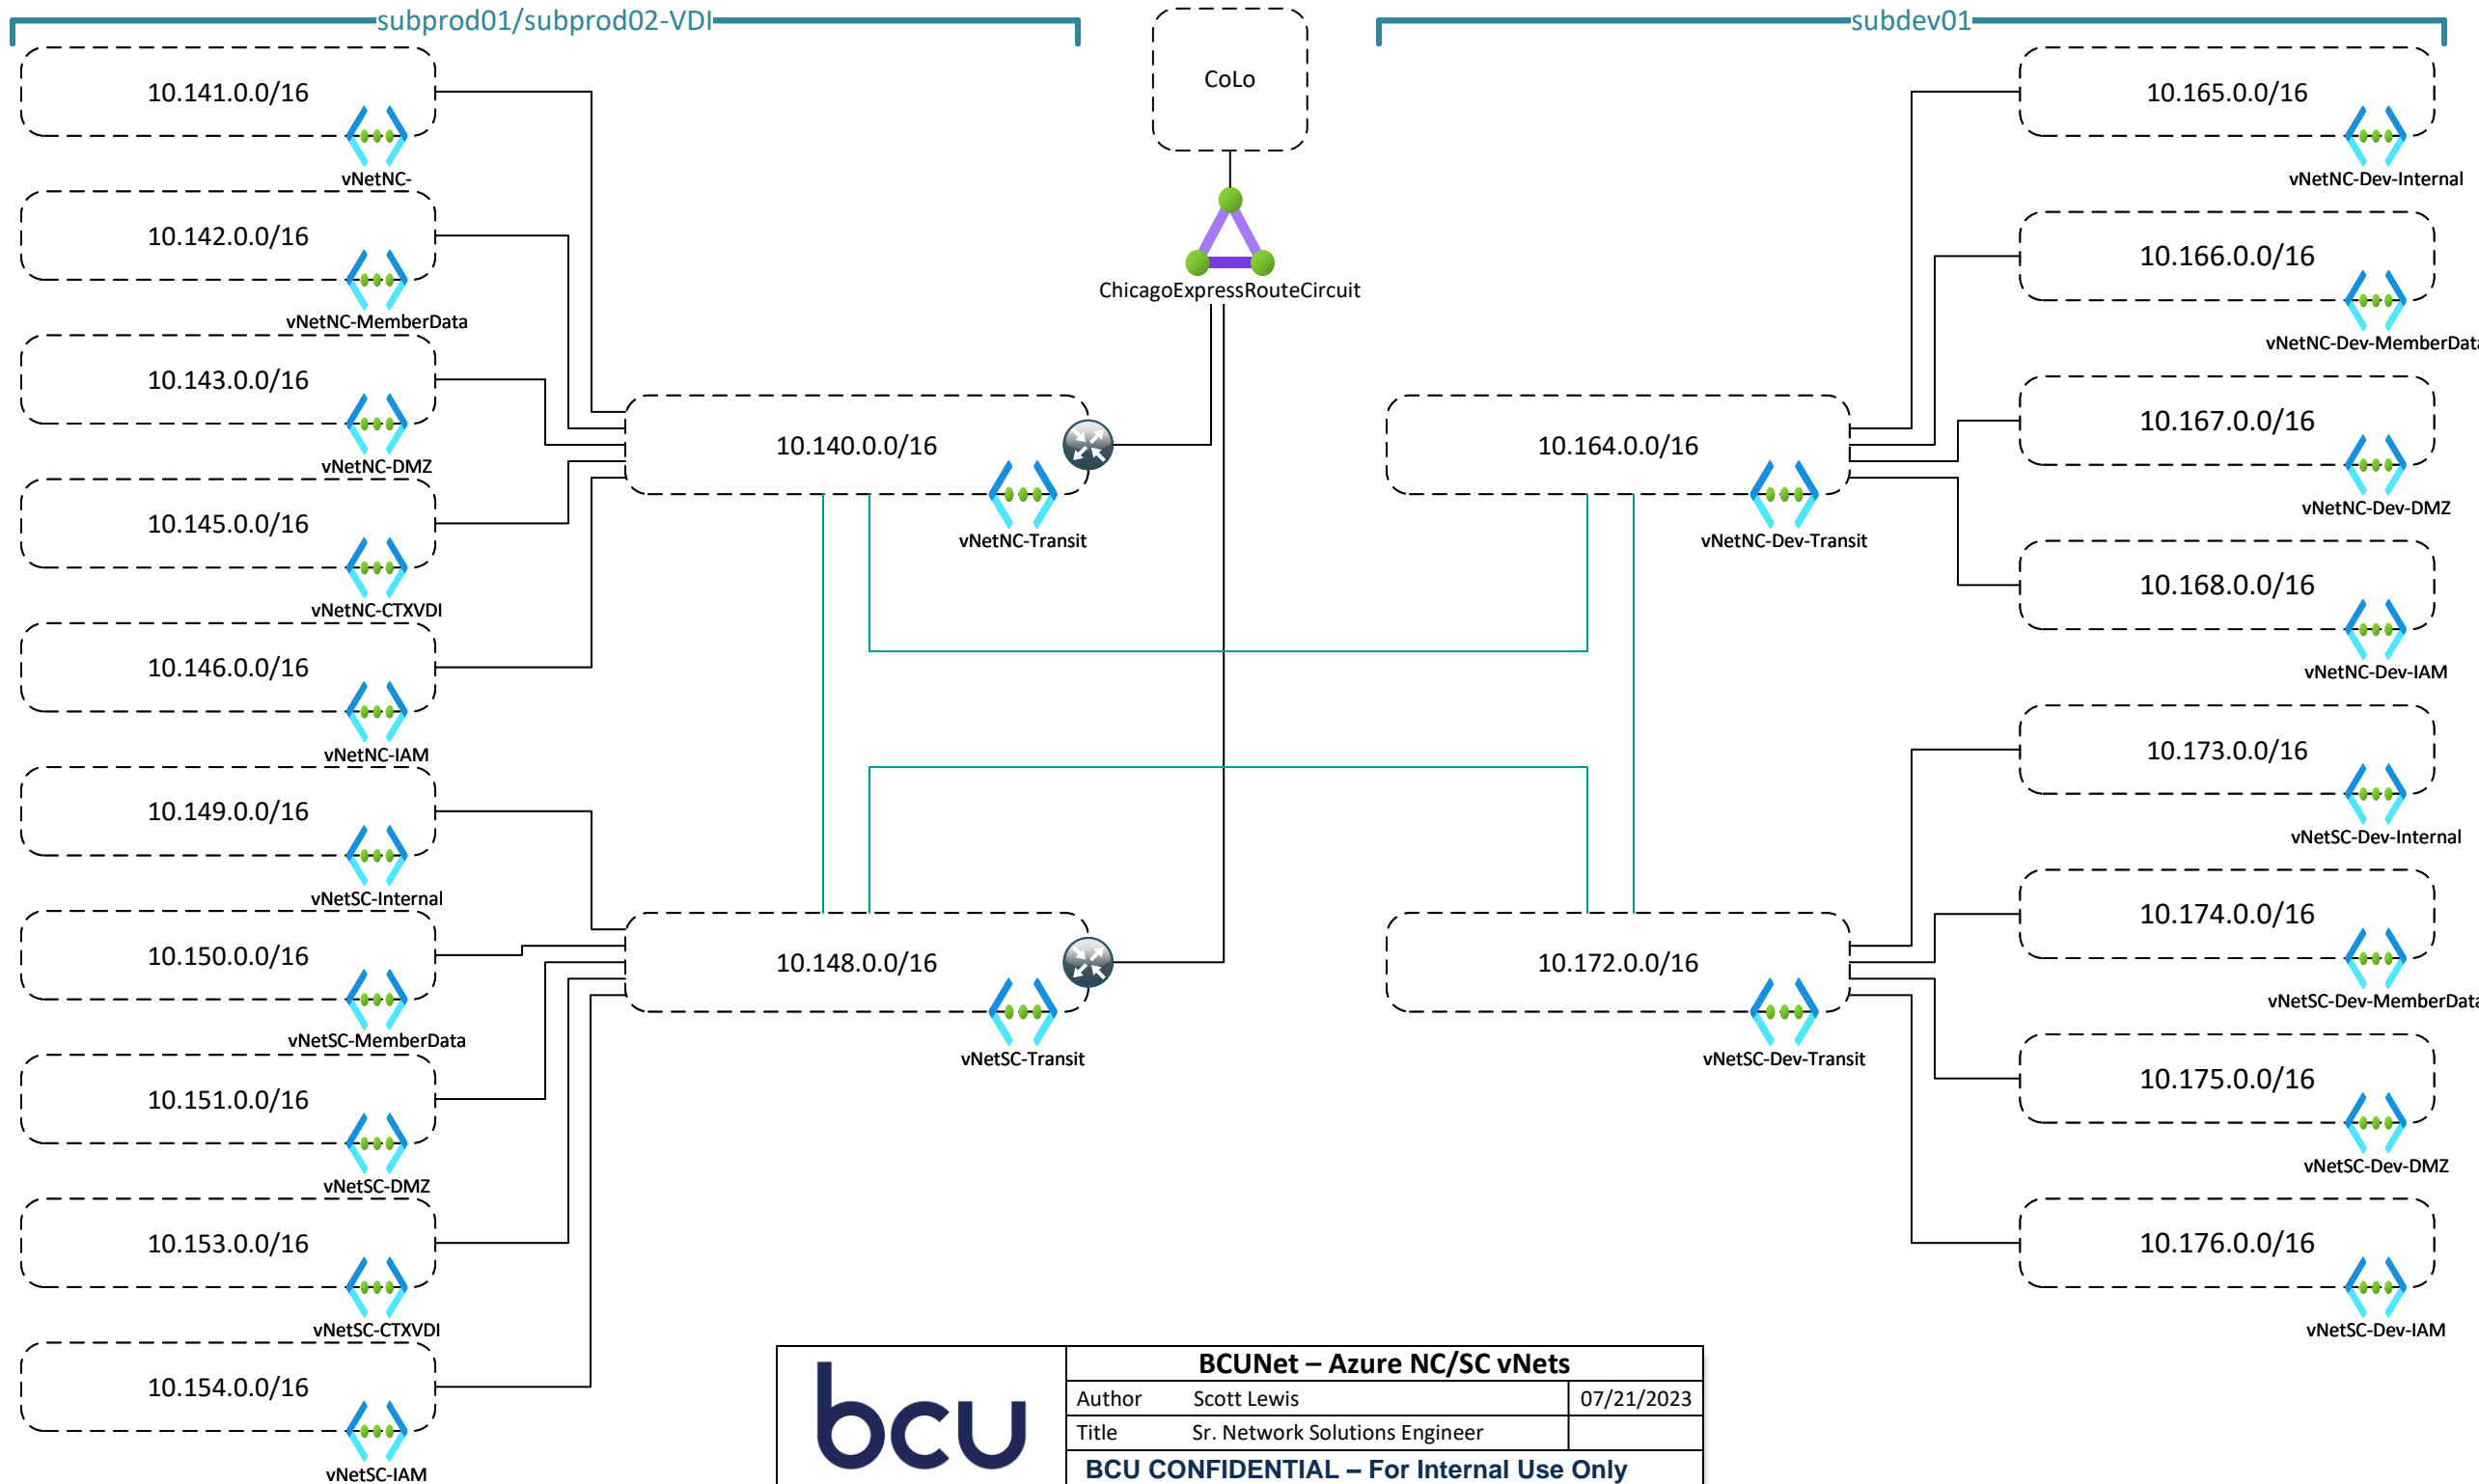 subprod01/subprod02-VDI
10.141.0.0/16
vNetNC-
10.142.0.0/16
vNetNC-MemberData
10.143.0.0/16
vNetNC-DMZ
10.145.0.0/16
vNetNC-CTXVDI
10.146.0.0/16
vNetNC-IAM
10.149.0.0/16
vNetSC-Internal
10.150.0.0/16
vNetSC-MemberData
10.151.0.0/16
vNetSC-DMZ
10.153.0.0/16
vNetSC-CTXVDI
10.154.0.0/16
vNetSC-IAM
10.140.0.0/16
vNetNC-Transit
10.148.0.0/16
vNetSC-Transit
CoLo
ChicagoExpressRouteCircuit
subdev01
10.164.0.0/16
vNetNC-Dev-Transit
10.172.0.0/16
vNetSC-Dev-Transit
10.165.0.0/16
vNetNC-Dev-Internal
10.166.0.0/16
vNetNC-Dev-MemberData
10.167.0.0/16
vNetNC-Dev-DMZ
10.168.0.0/16
vNetNC-Dev-IAM
10.173.0.0/16
vNetSC-Dev-Internal
10.174.0.0/16
vNetSC-Dev-MemberData
10.175.0.0/16
vNetSC-Dev-DMZ
10.176.0.0/16
vNetSC-Dev-IAM
bcu
BCUNet – Azure NC/SC vNets
Author Scott Lewis 07/21/2023
Title Sr. Network Solutions Engineer
BCU CONFIDENTIAL – For Internal Use Only